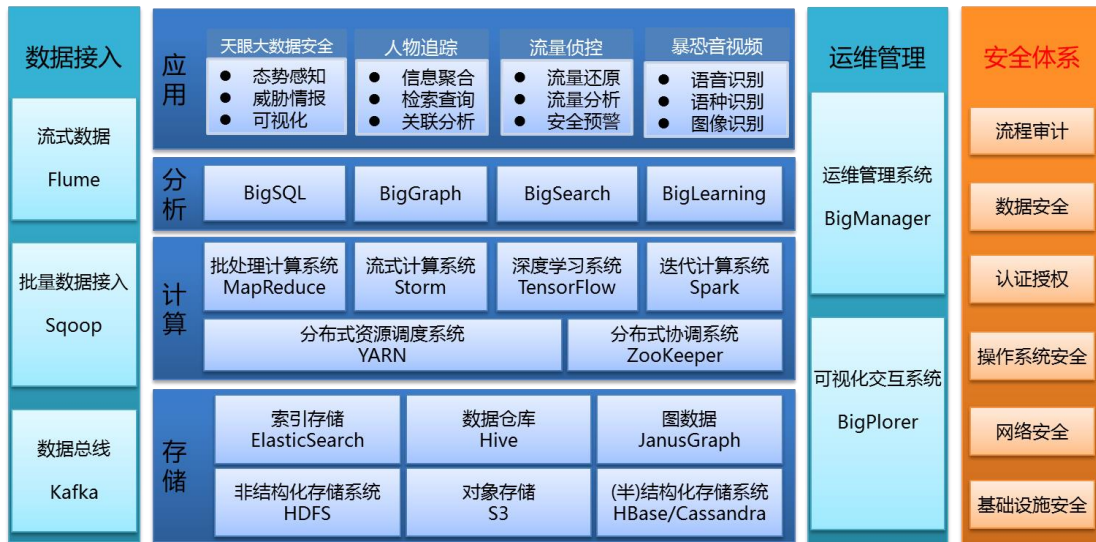 数据接入
流式数据
Flume
批量数据接入
Sqoop
数据总线
Kafka
应用
天眼大数据安全
● 态势感知
● 威胁情报
● 可视化
人物追踪
● 信息聚合
● 检索查询
● 关联分析
流量侦控
● 流量还原
● 流量分析
● 安全预警
暴恐音视频
● 语音识别
● 语种识别
● 图像识别
分析
BigSQL
BigGraph
BigSearch
BigLearning
计算
批处理计算系统
MapReduce
流式计算系统
Storm
深度学习系统
TensorFlow
迭代计算系统
Spark
分布式资源调度系统
YARN
分布式协调系统
ZooKeeper
存储
索引存储
ElasticSearch
数据仓库
Hive
图数据
JanusGraph
非结构化存储系统
HDFS
对象存储
S3
(半)结构化存储系统
HBase/Cassandra
运维管理
运维管理系统
BigManager
可视化交互系统
BigPlorer
安全体系
流程审计
数据安全
认证授权
操作系统安全
网络安全
基础设施安全